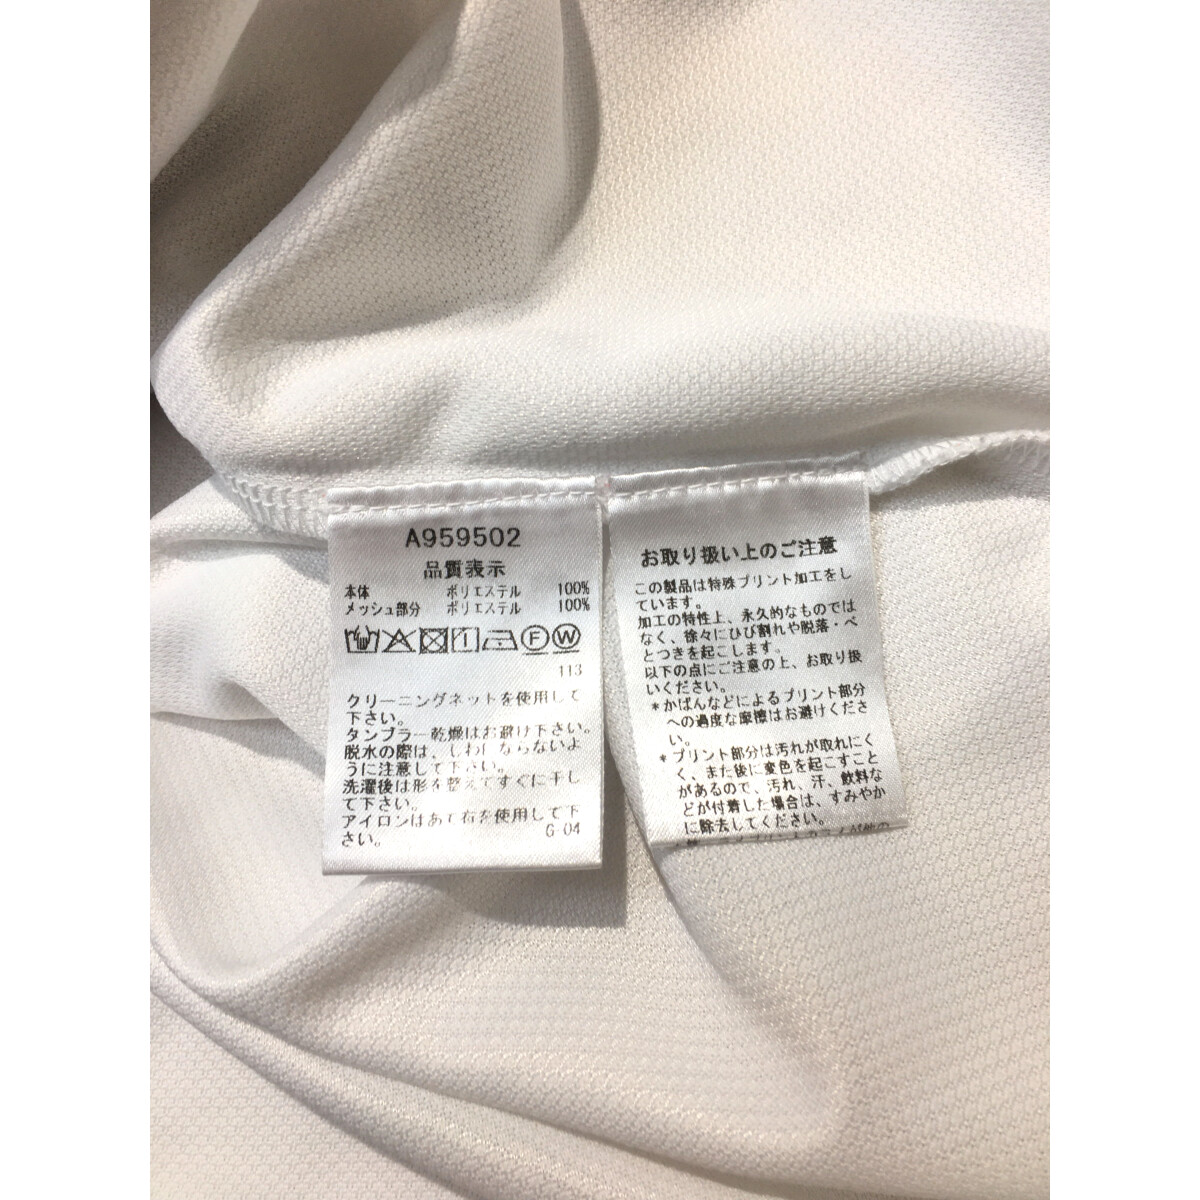 A959502
品質表示
本体 ポリエステル 100%
メッシュ部分 ポリエステル 100%
F W
113
クリーニングネットを使用して
下さい。
タンブラー乾燥はお避け下さい。
脱水の際は、しわにならないよ
うに注意して下さい。
洗濯後は形を整えてすぐに干し
て下さい。
アイロンはあて布を使用して下
さい。
G-04
お取り扱い上のご注意
この製品は特殊プリント加工をし
ています。
加工の特性上、永久的なものでは
なく、徐々にひび割れや脱落・べ
とつきを起こします。
以下の点にご注意の上、お取り扱
いください。
*かばんなどによるプリント部分
への過度な摩擦はお避けくださ
い。
*プリント部分は汚れが取れにく
く、また後に変色を起こすこと
があるので、汚れ、汗、飲料な
どが付着した場合は、すみやか
に除去してください。